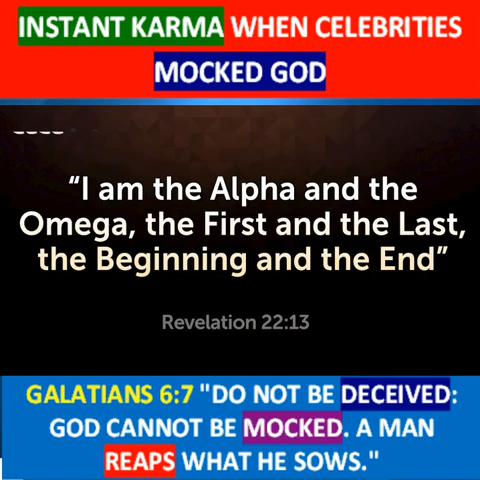 INSTANT KARMA WHEN CELEBRITIES
MOCKED GOD
“I am the Alpha and the
Omega, the First and the Last,
the Beginning and the End”
Revelation 22:13
GALATIANS 6:7 "DO NOT BE DECEIVED:
GOD CANNOT BE MOCKED. A MAN
REAPS WHAT HE SOWS."